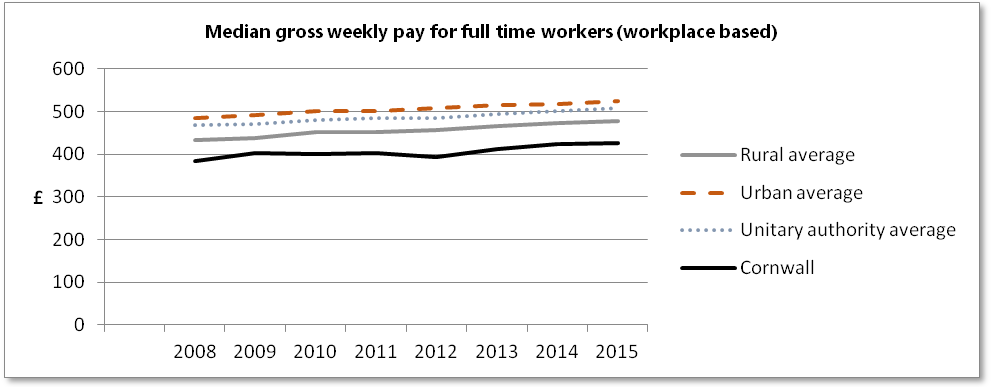 Median gross weekly pay for full time workers (workplace based)
600
500
400
£ 300
200
100
0
2008 2009 2010 2011 2012 2013 2014 2015
Rural average
Urban average
Unitary authority average
Cornwall